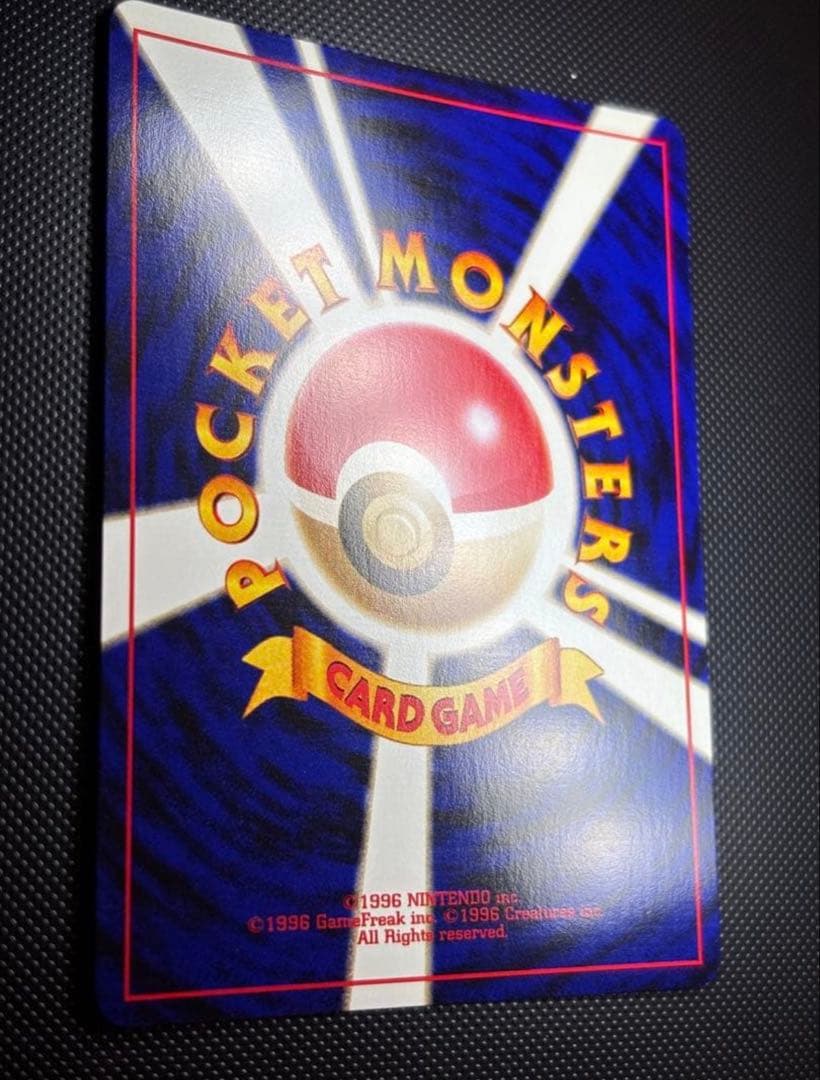 POCKET MONSTERS
CARD GAME
©1996 NINTENDO inc.
©1996 GameFreak inc. ©1996 Creatures inc.
All Rights reserved.